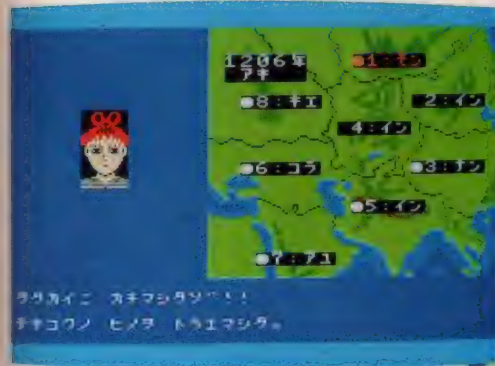 1206年
アキ
1:モン
8:キエ
2:イン
4:イン
6:コラ
3:ナン
5:イン
7:アユ
タタカイニ カチマシタゾ!!
テキコクノ ヒメヲ トラエマシタ。